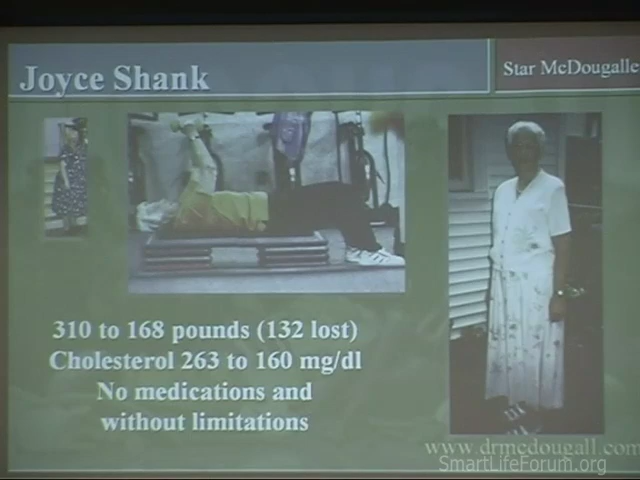 Joyce Shank
Star McDougalle
310 to 168 pounds (132 lost)
Cholesterol 263 to 160 mg/dl
No medications and
without limitations
www.drmcdougall.com
SmartLifeForum.org